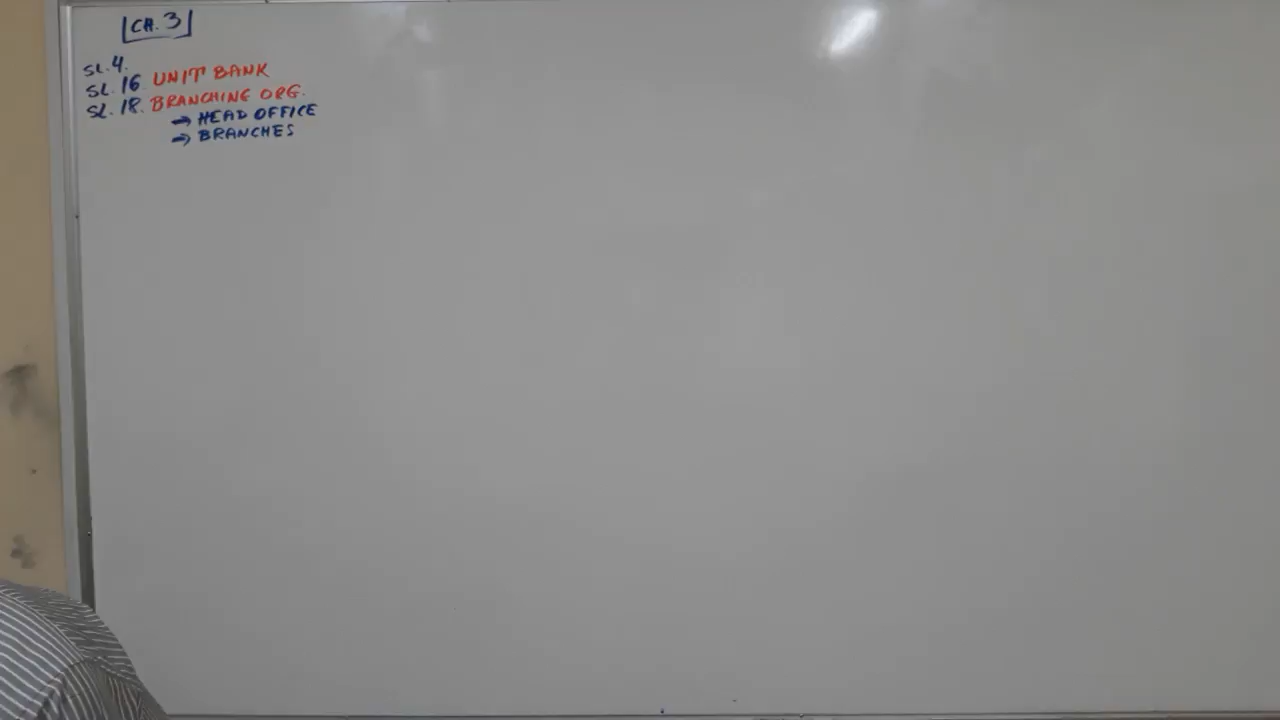 CH. 3
SL. 4.
SL. 16. UNIT BANK
SL. 18. BRANCHING ORG.
→ HEAD OFFICE
→ BRANCHES